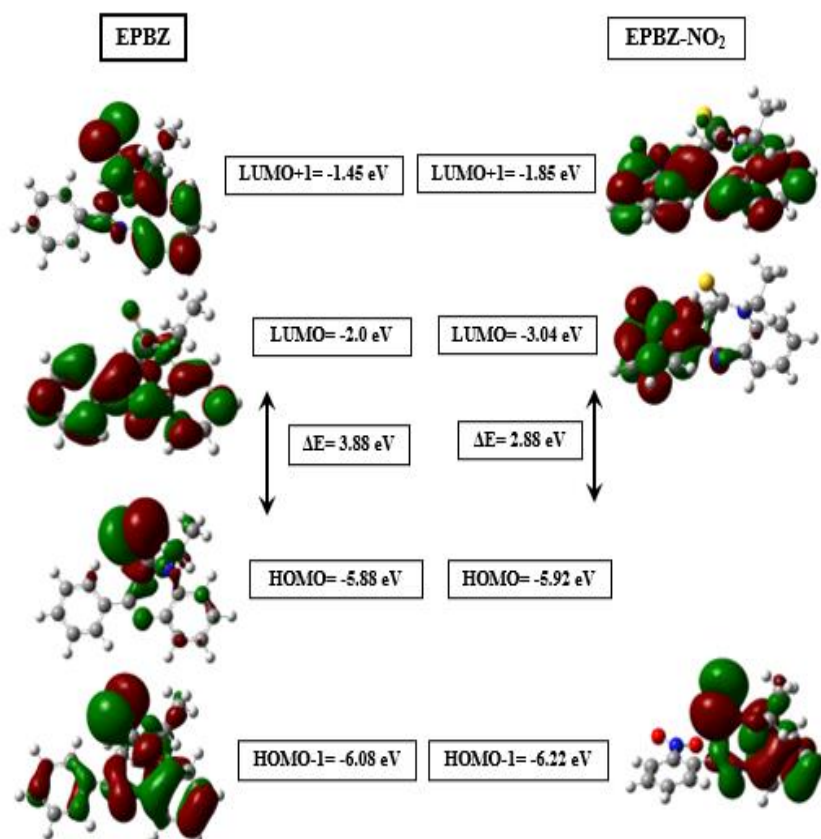 EPBZ
EPBZ-NO₂
LUMO+1= -1.45 eV
LUMO+1= -1.85 eV
LUMO= -2.0 eV
LUMO= -3.04 eV
ΔE= 3.88 eV
ΔE= 2.88 eV
HOMO= -5.88 eV
HOMO= -5.92 eV
HOMO-1= -6.08 eV
HOMO-1= -6.22 eV